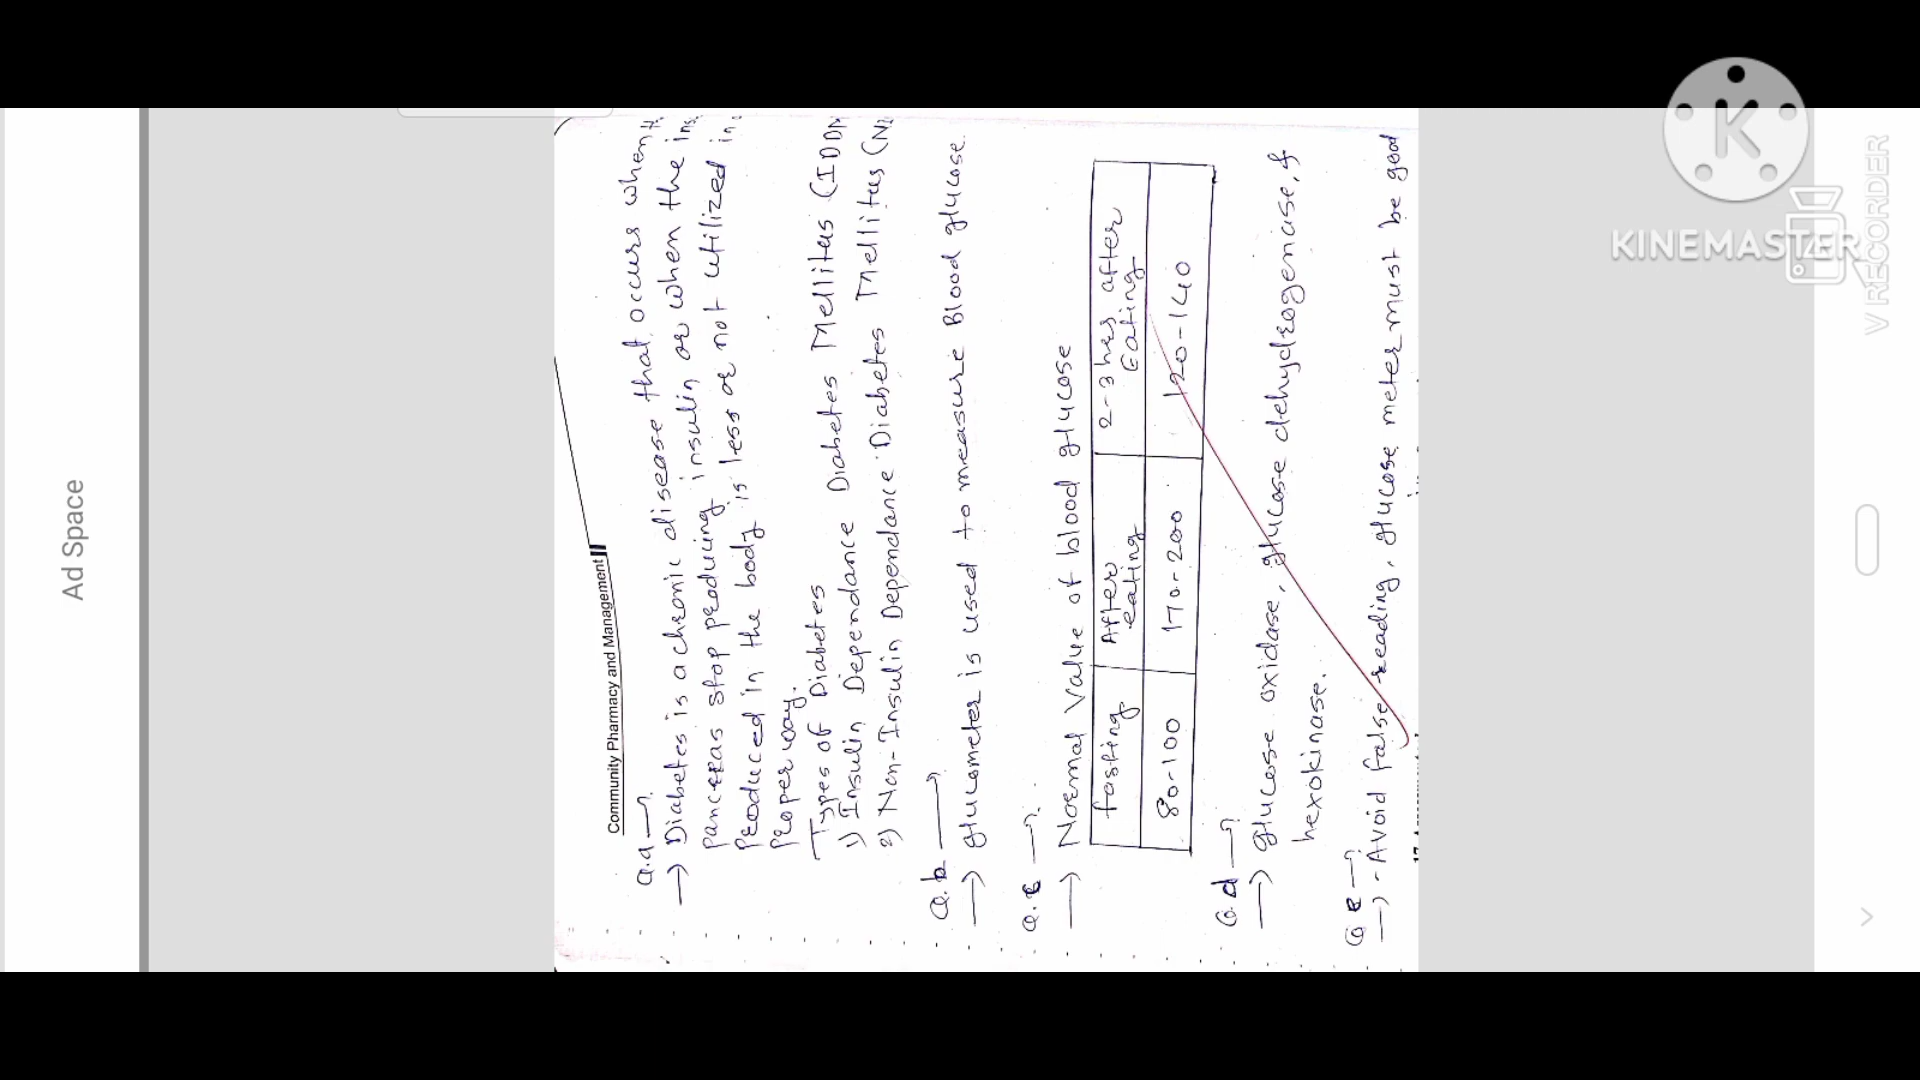 Community Pharmacy and Management
Q.a →
→ Diabetes is a chronic disease that occurs when
pancreas stop producing insulin or when the ins
produced in the body is less or not utilized in
proper way.
Types of Diabetes
1) Insulin Dependance Diabetes Mellitus (IDDM
2) Non-Insulin Dependance Diabetes Mellitus (NI
Q.b →
→ glucometer is used to measure Blood glucose.
Q.c →
→ Normal Value of blood glucose
fasting After eating 2-3 hrs after Eating
80-100 170-200 120-140
Q.d →
→ glucose oxidase, glucose dehydrogenase, &
hexokinase.
Q e →
→ - Avoid false reading, glucose meter must be good
Ad Space
KINEMASTER
V RECORDER